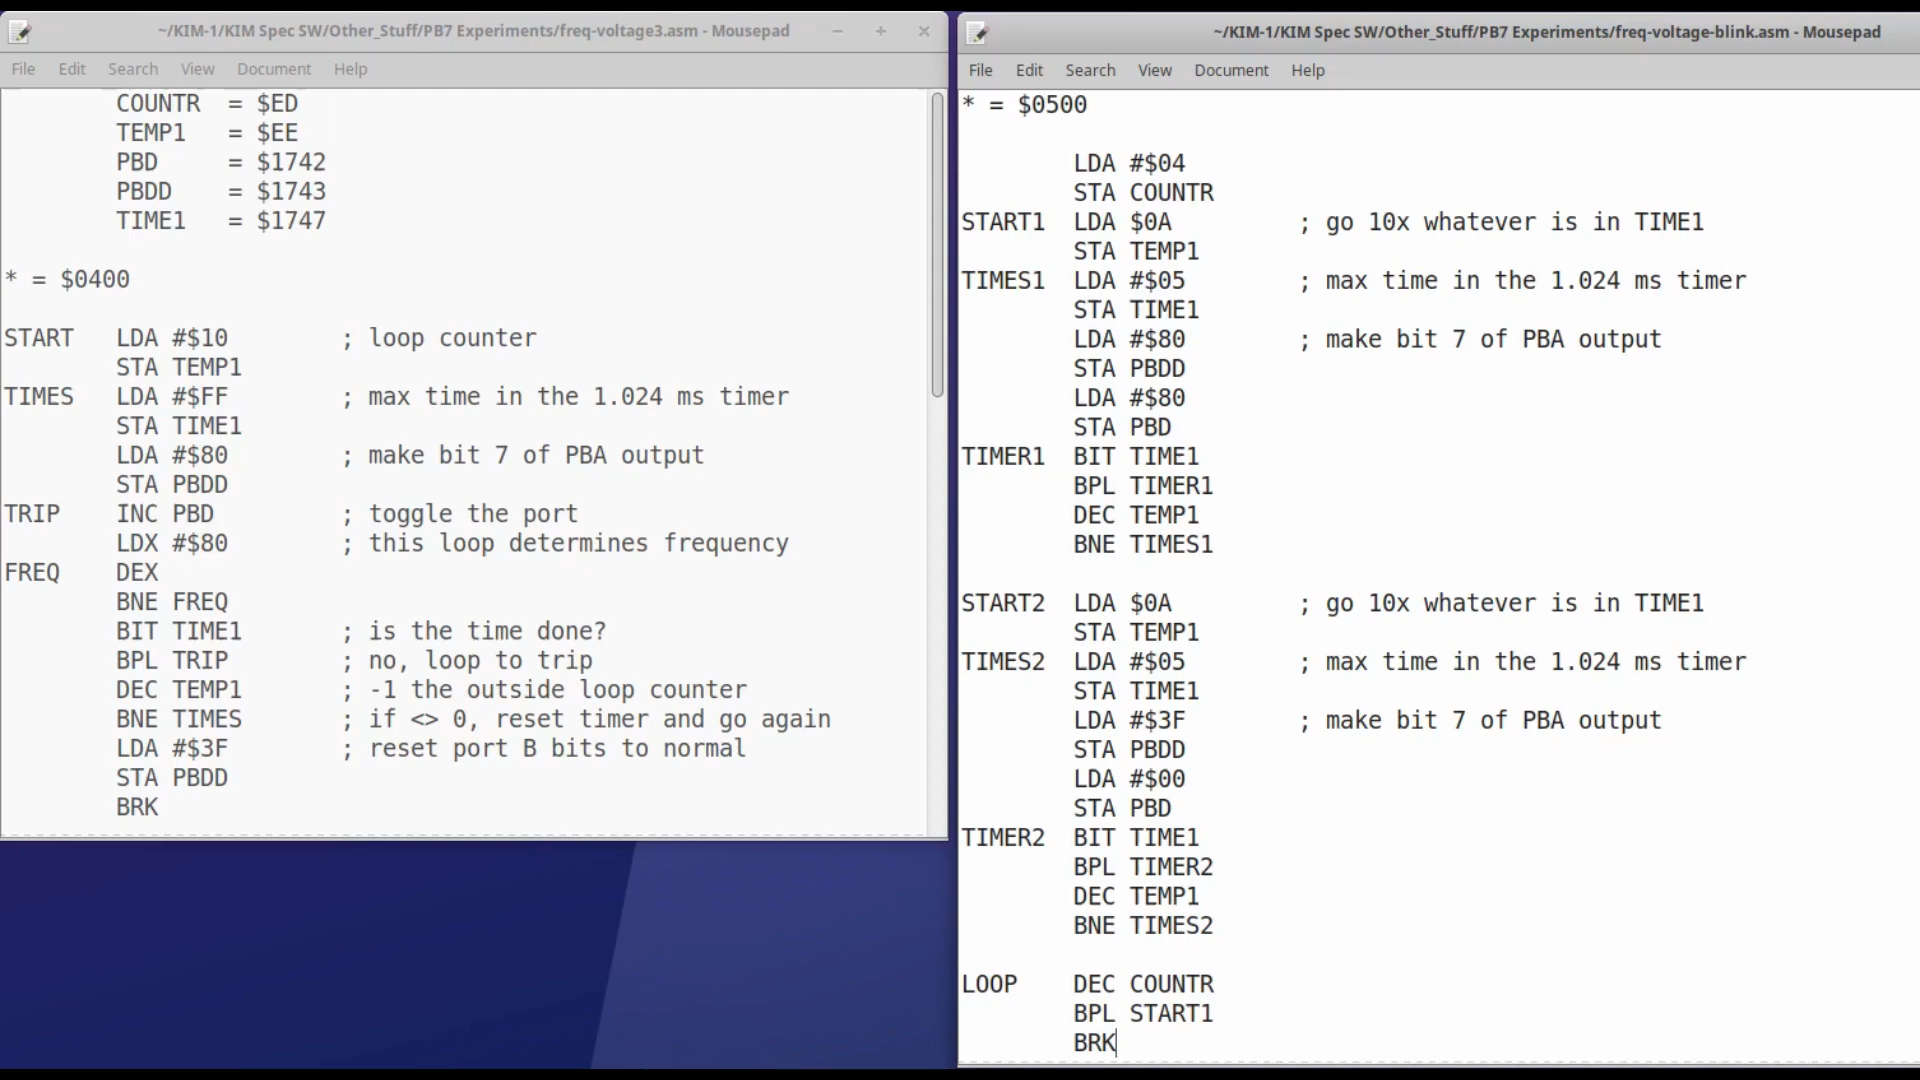 ~/KIM-1/KIM Spec SW/Other_Stuff/PB7 Experiments/freq-voltage3.asm - Mousepad
File Edit Search View Document Help
COUNTR = $ED
TEMP1 = $EE
PBD = $1742
PBDD = $1743
TIME1 = $1747
* = $0400
START LDA #$10 ; loop counter
STA TEMP1
TIMES LDA #$FF ; max time in the 1.024 ms timer
STA TIME1
LDA #$80 ; make bit 7 of PBA output
STA PBDD
TRIP INC PBD ; toggle the port
LDX #$80 ; this loop determines frequency
FREQ DEX
BNE FREQ
BIT TIME1 ; is the time done?
BPL TRIP ; no, loop to trip
DEC TEMP1 ; -1 the outside loop counter
BNE TIMES ; if <> 0, reset timer and go again
LDA #$3F ; reset port B bits to normal
STA PBDD
BRK
~/KIM-1/KIM Spec SW/Other_Stuff/PB7 Experiments/freq-voltage-blink.asm - Mousepad
File Edit Search View Document Help
* = $0500
LDA #$04
STA COUNTR
START1 LDA $0A ; go 10x whatever is in TIME1
STA TEMP1
TIMES1 LDA #$05 ; max time in the 1.024 ms timer
STA TIME1
LDA #$80 ; make bit 7 of PBA output
STA PBDD
LDA #$80
STA PBD
TIMER1 BIT TIME1
BPL TIMER1
DEC TEMP1
BNE TIMES1
START2 LDA $0A ; go 10x whatever is in TIME1
STA TEMP1
TIMES2 LDA #$05 ; max time in the 1.024 ms timer
STA TIME1
LDA #$3F ; make bit 7 of PBA output
STA PBDD
LDA #$00
STA PBD
TIMER2 BIT TIME1
BPL TIMER2
DEC TEMP1
BNE TIMES2
LOOP DEC COUNTR
BPL START1
BRK